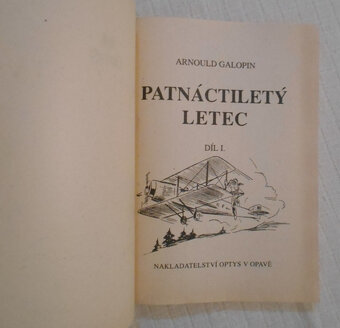 ARNOULD GALOPIN
PATNÁCTILETÝ
LETEC
DÍL I.
NAKLADATELSTVÍ OPTYS V OPAVĚ